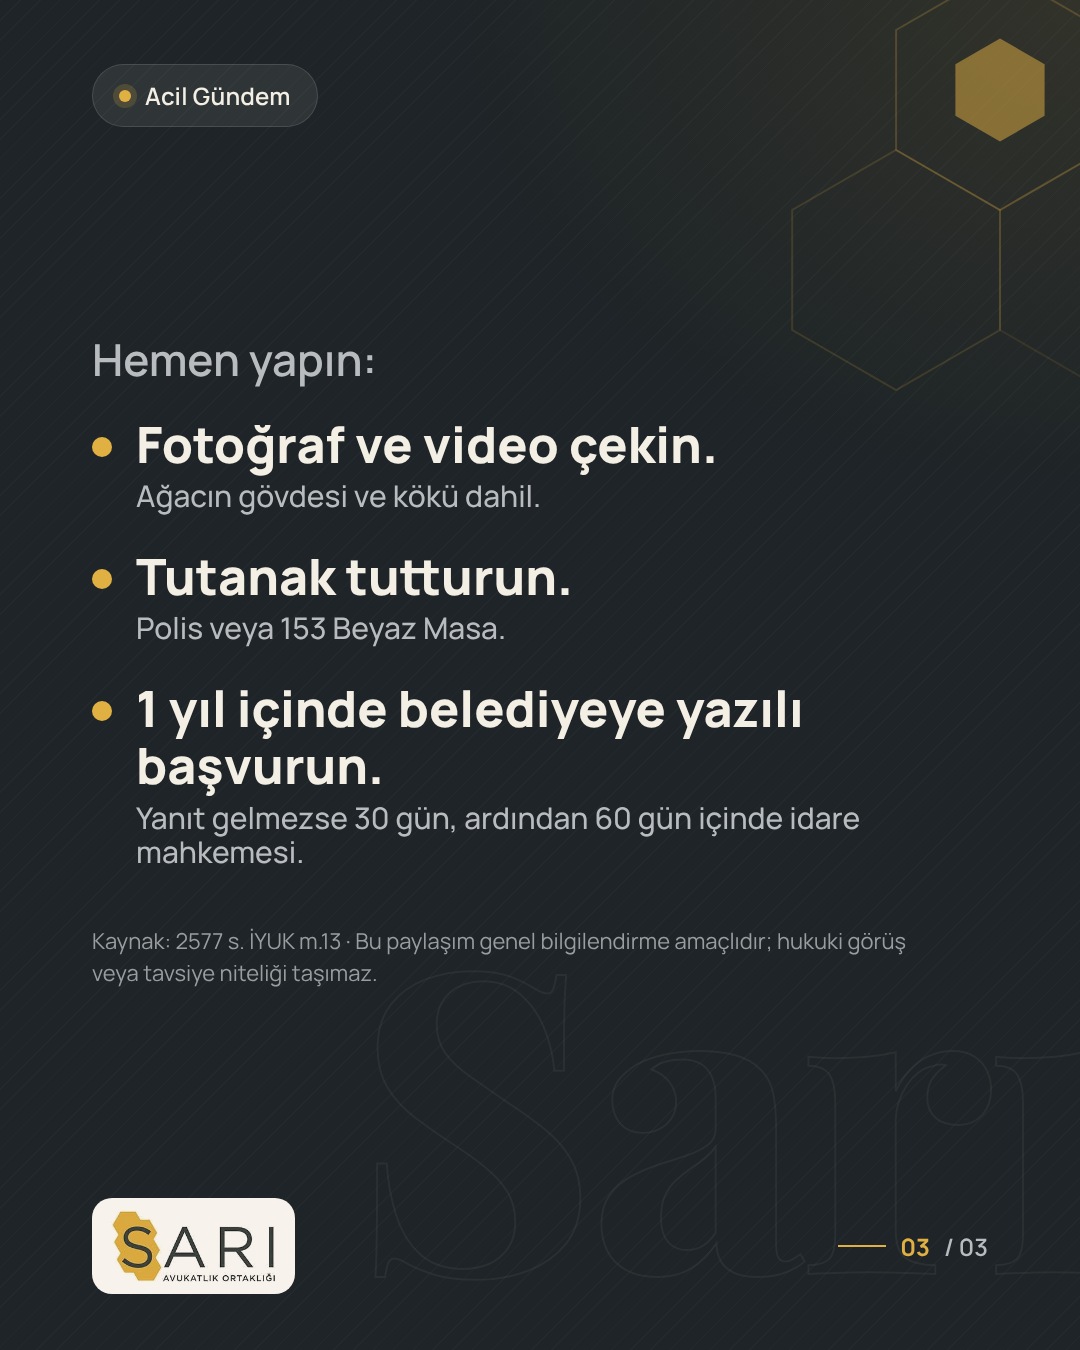 Acil Gündem
Hemen yapın:
Fotoğraf ve video çekin.
Ağacın gövdesi ve kökü dahil.
Tutanak tutturun.
Polis veya 153 Beyaz Masa.
1 yıl içinde belediyeye yazılı
başvurun.
Yanıt gelmezse 30 gün, ardından 60 gün içinde idare
mahkemesi.
Kaynak: 2577 s. İYUK m.13 · Bu paylaşım genel bilgilendirme amaçlıdır; hukuki görüş
veya tavsiye niteliği taşımaz.
Sarı
SARI
AVUKATLIK ORTAKLIĞI
03 / 03